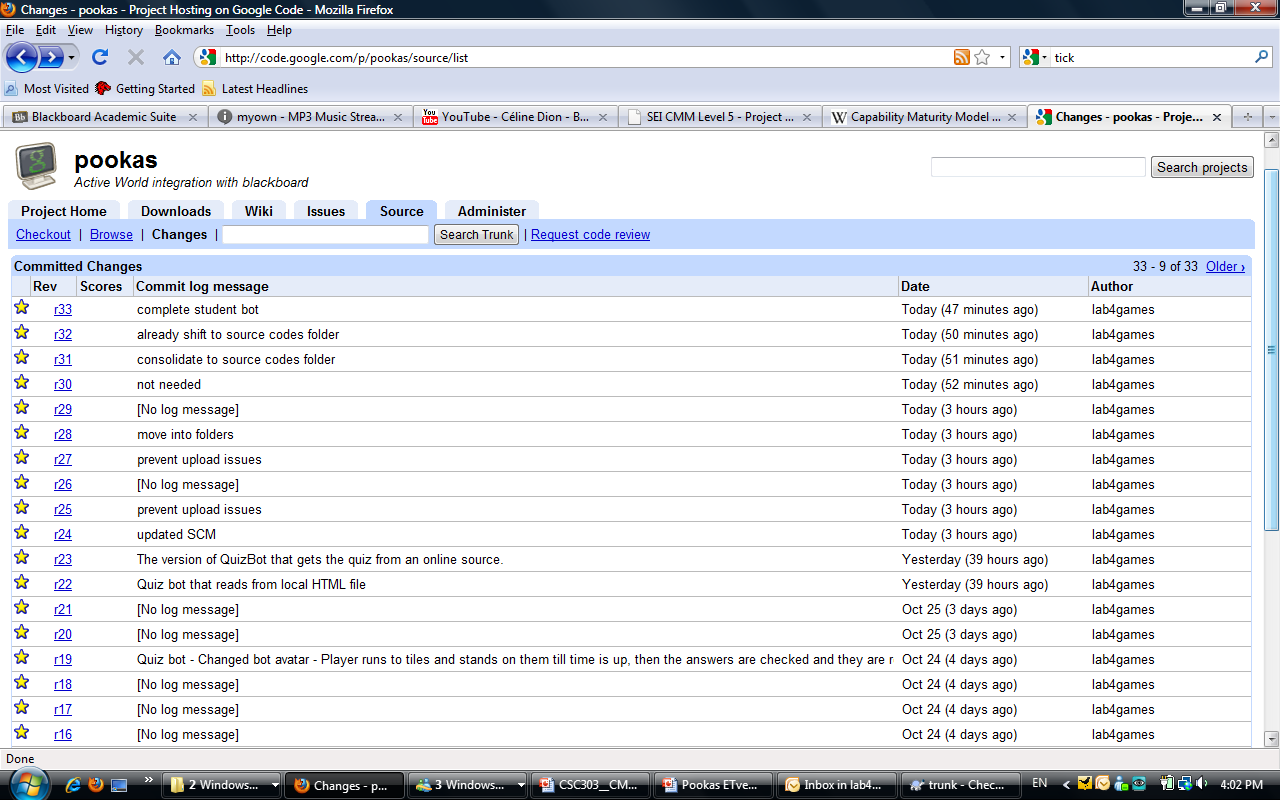 Changes - pookas - Project Hosting on Google Code - Mozilla Firefox
File Edit View History Bookmarks Tools Help
http://code.google.com/p/pookas/source/list tick
Most Visited Getting Started Latest Headlines
Blackboard Academic Suite myown - MP3 Music Strea... YouTube - Céline Dion - B... SEI CMM Level 5 - Project ... Capability Maturity Model ... Changes - pookas - Proje...
pookas
Active World integration with blackboard
Search projects
Project Home Downloads Wiki Issues Source Administer
Checkout | Browse | Changes | Search Trunk | Request code review
Committed Changes 33 - 9 of 33 Older ›
Rev Scores Commit log message Date Author
r33 complete student bot Today (47 minutes ago) lab4games
r32 already shift to source codes folder Today (50 minutes ago) lab4games
r31 consolidate to source codes folder Today (51 minutes ago) lab4games
r30 not needed Today (52 minutes ago) lab4games
r29 [No log message] Today (3 hours ago) lab4games
r28 move into folders Today (3 hours ago) lab4games
r27 prevent upload issues Today (3 hours ago) lab4games
r26 [No log message] Today (3 hours ago) lab4games
r25 prevent upload issues Today (3 hours ago) lab4games
r24 updated SCM Today (3 hours ago) lab4games
r23 The version of QuizBot that gets the quiz from an online source. Yesterday (39 hours ago) lab4games
r22 Quiz bot that reads from local HTML file Yesterday (39 hours ago) lab4games
r21 [No log message] Oct 25 (3 days ago) lab4games
r20 [No log message] Oct 25 (3 days ago) lab4games
r19 Quiz bot - Changed bot avatar - Player runs to tiles and stands on them till time is up, then the answers are checked and they are r Oct 24 (4 days ago) lab4games
r18 [No log message] Oct 24 (4 days ago) lab4games
r17 [No log message] Oct 24 (4 days ago) lab4games
r16 [No log message] Oct 24 (4 days ago) lab4games
Done
2 Windows... Changes - p... 3 Windows... CSC303__CM... Pookas ETve... Inbox in lab4... trunk - Chec... EN 4:02 PM